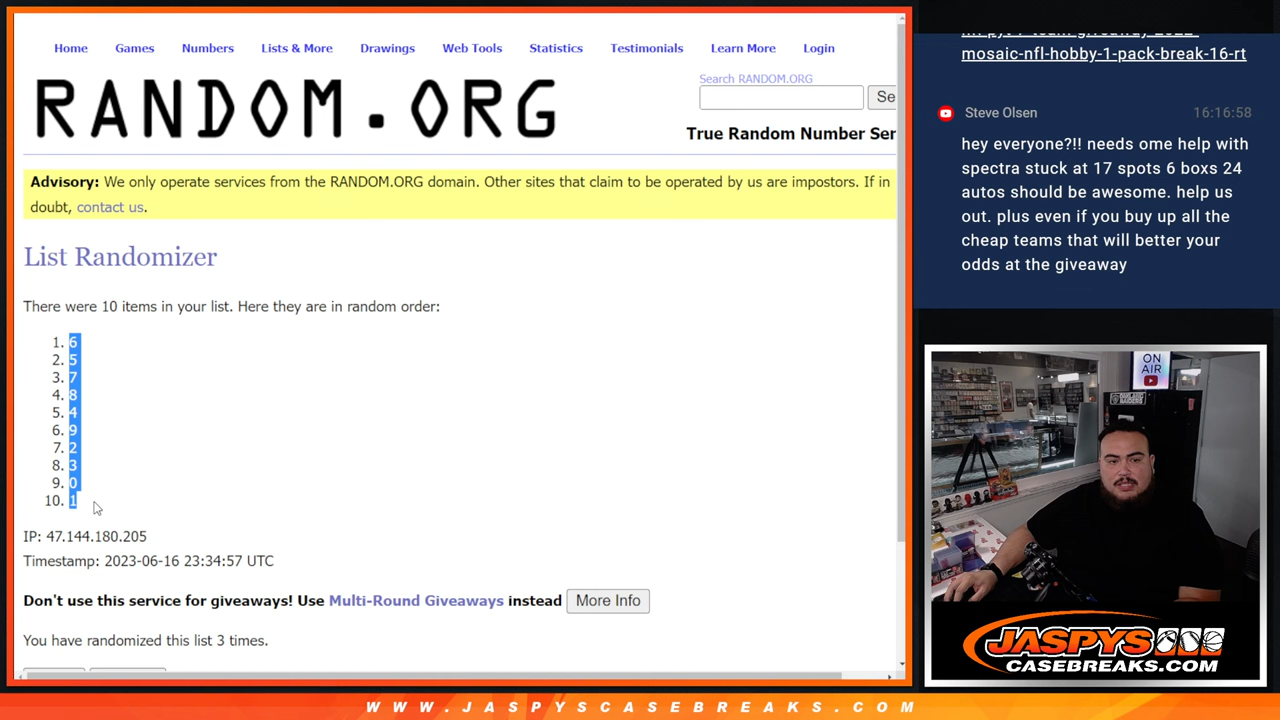 Home Games Numbers Lists & More Drawings Web Tools Statistics Testimonials Learn More Login
RANDOM.ORG
Search RANDOM.ORG
Se
True Random Number Ser
Advisory: We only operate services from the RANDOM.ORG domain. Other sites that claim to be operated by us are impostors. If in
doubt, contact us.
List Randomizer
There were 10 items in your list. Here they are in random order:
1. 6
2. 5
3. 7
4. 8
5. 4
6. 9
7. 2
8. 3
9. 0
10. 1
IP: 47.144.180.205
Timestamp: 2023-06-16 23:34:57 UTC
Don't use this service for giveaways! Use Multi-Round Giveaways instead More Info
You have randomized this list 3 times.
mosaic-nfl-hobby-1-pack-break-16-rt
Steve Olsen 16:16:58
hey everyone?!! needs ome help with
spectra stuck at 17 spots 6 boxs 24
autos should be awesome. help us
out. plus even if you buy up all the
cheap teams that will better your
odds at the giveaway
ON
AIR
JASPYS
CASEBREAKS.COM
WWW.JASPYSCASEBREAKS.COM